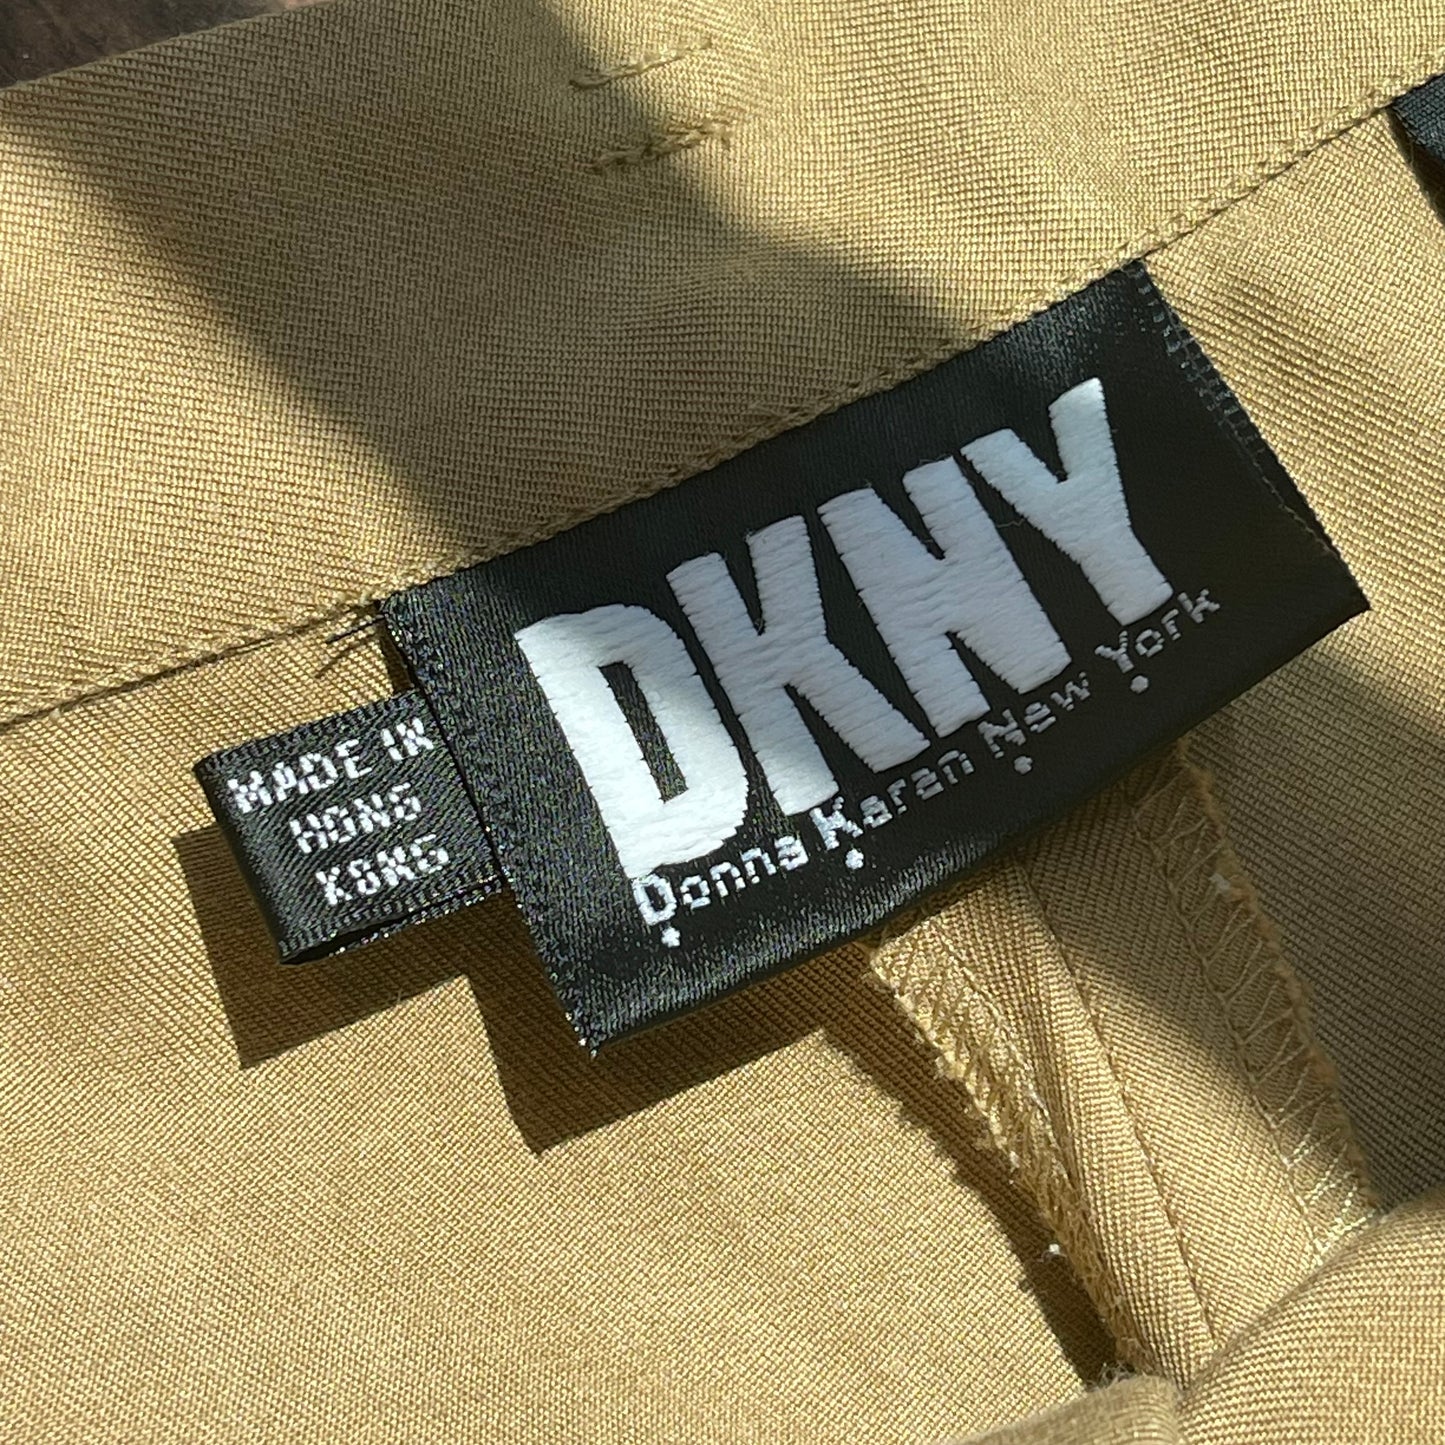 DKNY
Donna Karan New York
MADE IN
HONG
KONG